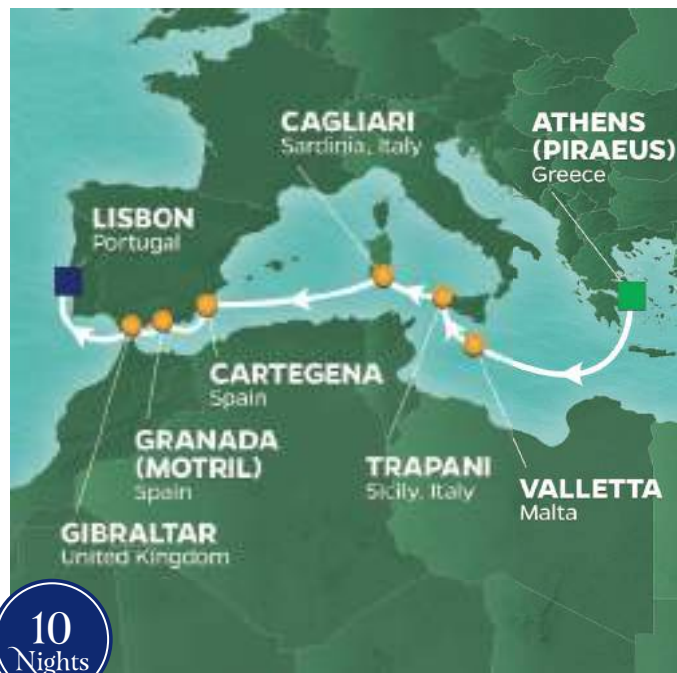 CAGLIARI
Sardinia, Italy
ATHENS
(PIRAEUS)
Greece
LISBON
Portugal
CARTEGENA
Spain
GRANADA
(MOTRIL)
Spain
TRAPANI
Sicily, Italy
VALLETTA
Malta
GIBRALTAR
United Kingdom
10
Nights